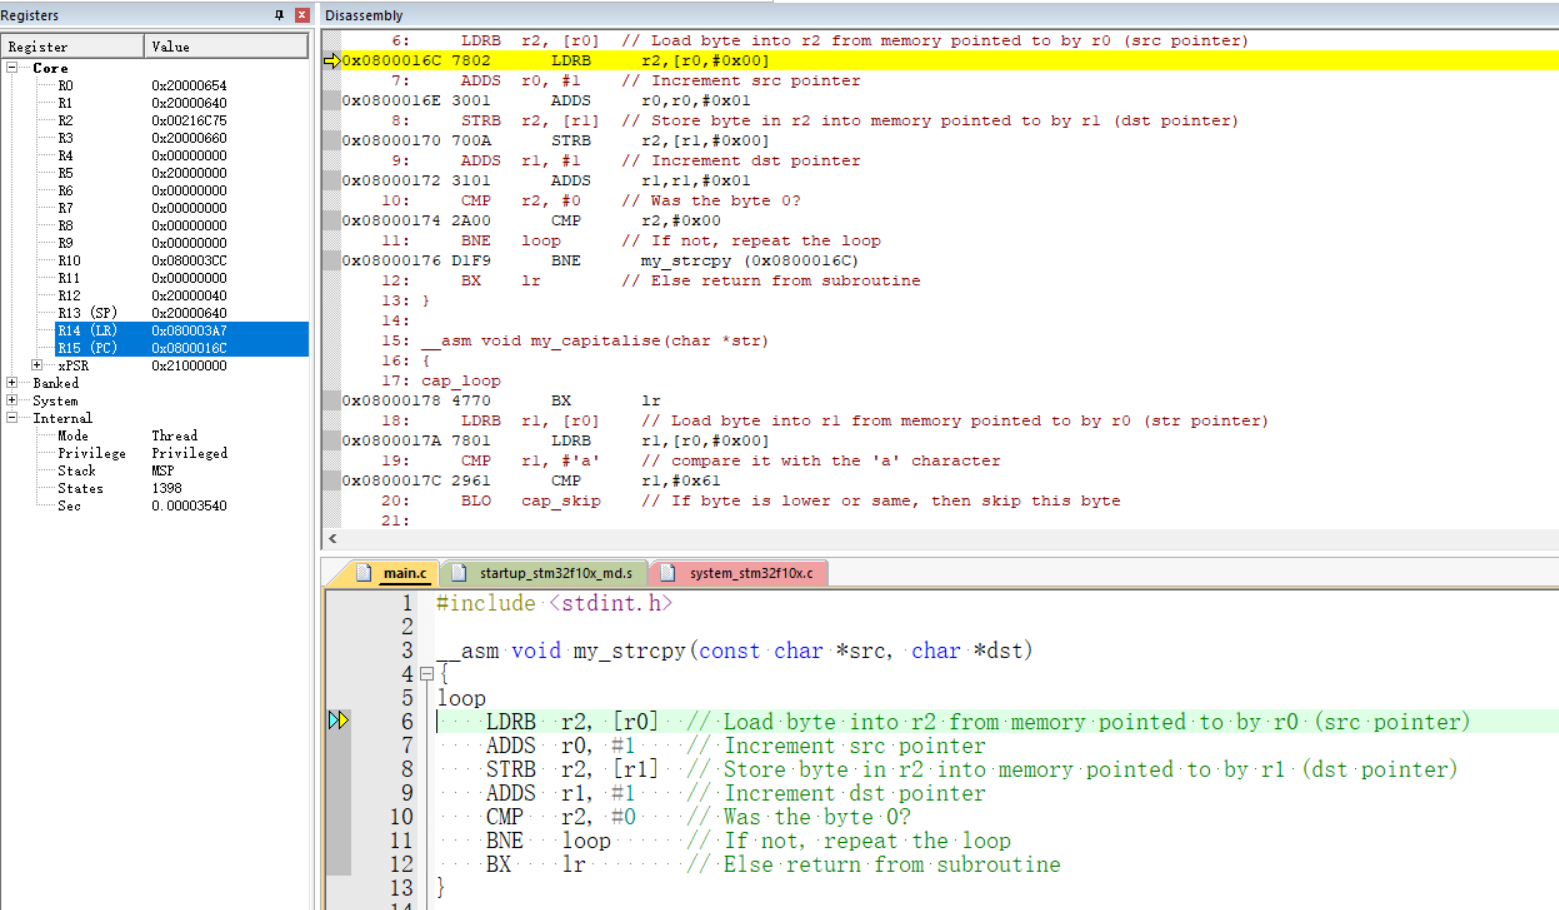 Registers
Register Value
Core
R0 0x20000654
R1 0x20000640
R2 0x00216C75
R3 0x20000660
R4 0x00000000
R5 0x20000000
R6 0x00000000
R7 0x00000000
R8 0x00000000
R9 0x00000000
R10 0x080003CC
R11 0x00000000
R12 0x20000040
R13 (SP) 0x20000640
R14 (LR) 0x080003A7
R15 (PC) 0x0800016C
xPSR 0x21000000
Banked
System
Internal
Mode Thread
Privilege Privileged
Stack MSP
States 1398
Sec 0.00003540
Disassembly
6: LDRB r2, [r0] // Load byte into r2 from memory pointed to by r0 (src pointer)
0x0800016C 7802 LDRB r2,[r0,#0x00]
7: ADDS r0, #1 // Increment src pointer
0x0800016E 3001 ADDS r0,r0,#0x01
8: STRB r2, [r1] // Store byte in r2 into memory pointed to by r1 (dst pointer)
0x08000170 700A STRB r2,[r1,#0x00]
9: ADDS r1, #1 // Increment dst pointer
0x08000172 3101 ADDS r1,r1,#0x01
10: CMP r2, #0 // Was the byte 0?
0x08000174 2A00 CMP r2,#0x00
11: BNE loop // If not, repeat the loop
0x08000176 D1F9 BNE my_strcpy (0x0800016C)
12: BX lr // Else return from subroutine
13: }
14:
15: __asm void my_capitalise(char *str)
16: {
17: cap_loop
0x08000178 4770 BX lr
18: LDRB r1, [r0] // Load byte into r1 from memory pointed to by r0 (str pointer)
0x0800017A 7801 LDRB r1,[r0,#0x00]
19: CMP r1, #'a' // compare it with the 'a' character
0x0800017C 2961 CMP r1,#0x61
20: BLO cap_skip // If byte is lower or same, then skip this byte
21:
main.c startup_stm32f10x_md.s system_stm32f10x.c
1 #include <stdint.h>
2
3 __asm void my_strcpy(const char *src, char *dst)
4 {
5 loop
6 LDRB r2, [r0] // Load byte into r2 from memory pointed to by r0 (src pointer)
7 ADDS r0, #1 // Increment src pointer
8 STRB r2, [r1] // Store byte in r2 into memory pointed to by r1 (dst pointer)
9 ADDS r1, #1 // Increment dst pointer
10 CMP r2, #0 // Was the byte 0?
11 BNE loop // If not, repeat the loop
12 BX lr // Else return from subroutine
13 }
14